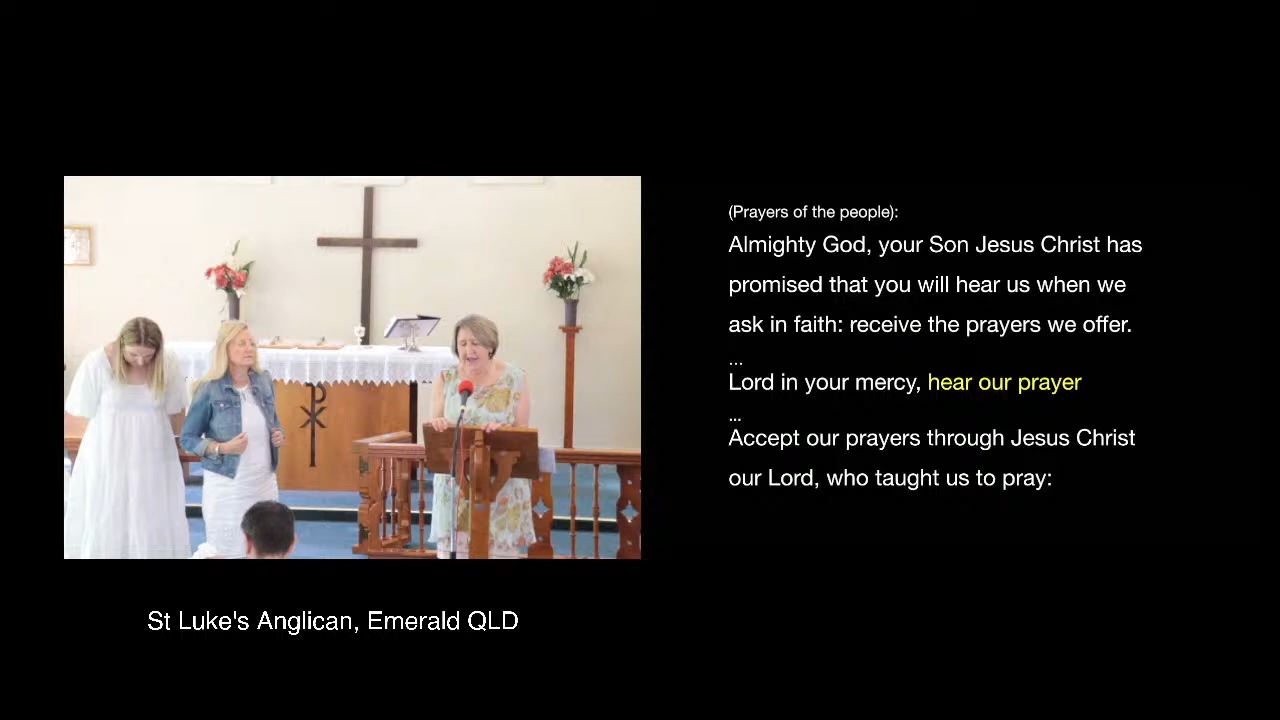 (Prayers of the people):
Almighty God, your Son Jesus Christ has
promised that you will hear us when we
ask in faith: receive the prayers we offer.
...
Lord in your mercy, hear our prayer
...
Accept our prayers through Jesus Christ
our Lord, who taught us to pray:
St Luke's Anglican, Emerald QLD